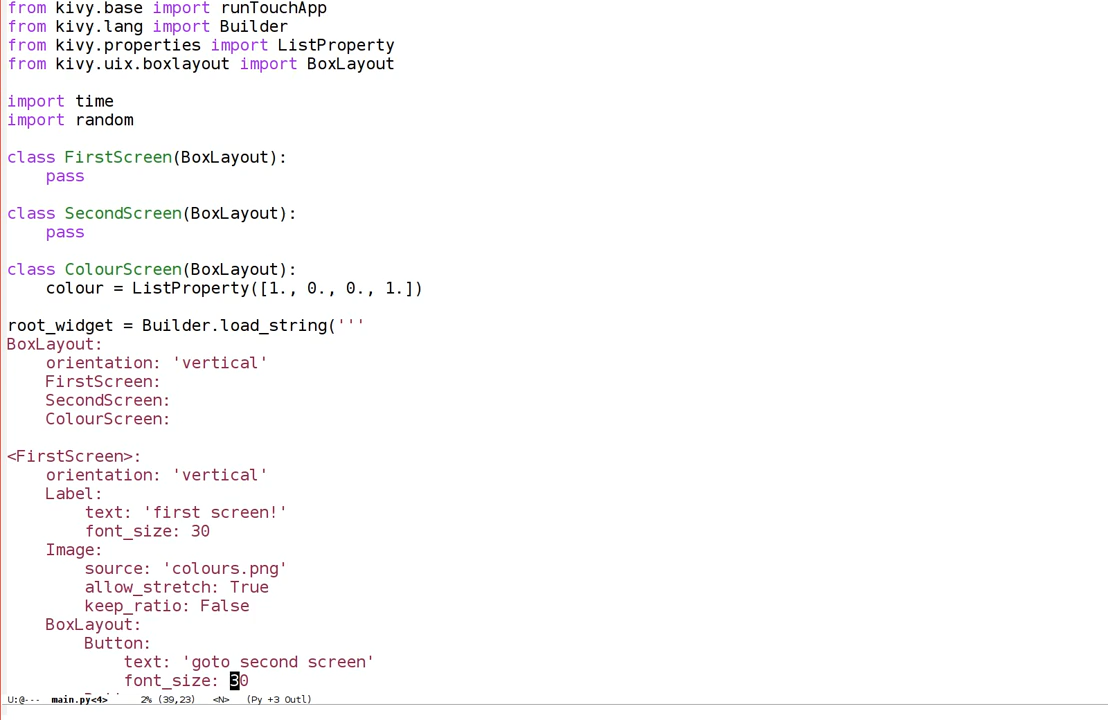 from kivy.base import runTouchApp
from kivy.lang import Builder
from kivy.properties import ListProperty
from kivy.uix.boxlayout import BoxLayout

import time
import random

class FirstScreen(BoxLayout):
    pass

class SecondScreen(BoxLayout):
    pass

class ColourScreen(BoxLayout):
    colour = ListProperty([1., 0., 0., 1.])

root_widget = Builder.load_string('''
BoxLayout:
    orientation: 'vertical'
    FirstScreen:
    SecondScreen:
    ColourScreen:

<FirstScreen>:
    orientation: 'vertical'
    Label:
        text: 'first screen!'
        font_size: 30
    Image:
        source: 'colours.png'
        allow_stretch: True
        keep_ratio: False
    BoxLayout:
        Button:
            text: 'goto second screen'
            font_size: 30
U:@--- main.py<4> 2% (39,23) <N> (Py +3 Outl)